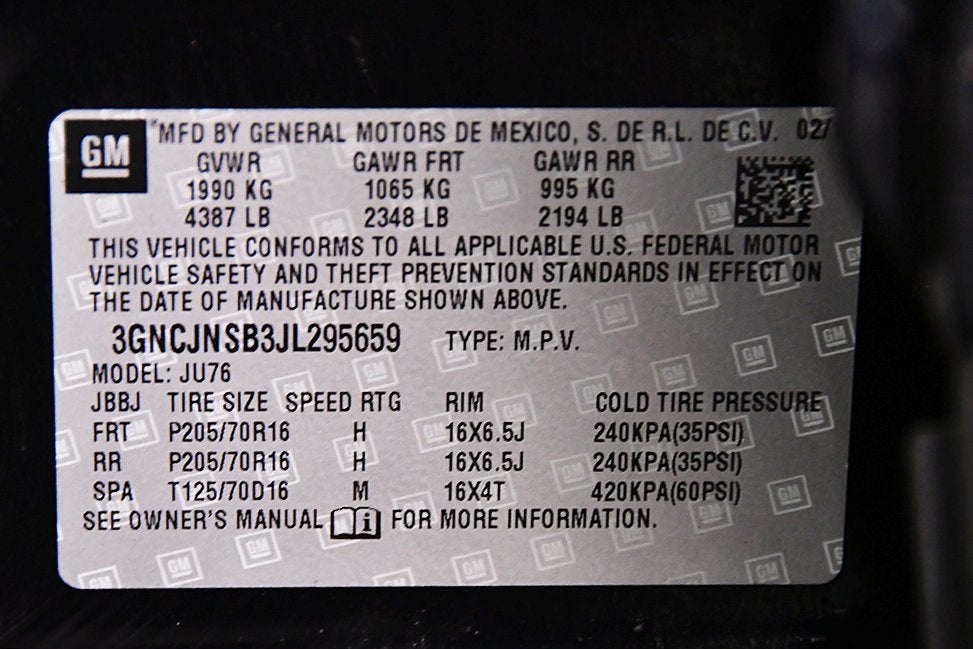 GM *MFD BY GENERAL MOTORS DE MEXICO, S. DE R.L. DE C.V. 02/
GVWR GAWR FRT GAWR RR
1990 KG 1065 KG 995 KG
4387 LB 2348 LB 2194 LB
THIS VEHICLE CONFORMS TO ALL APPLICABLE U.S. FEDERAL MOTOR
VEHICLE SAFETY AND THEFT PREVENTION STANDARDS IN EFFECT ON
THE DATE OF MANUFACTURE SHOWN ABOVE.
3GNCJNSB3JL295659 TYPE: M.P.V.
MODEL: JU76
JBBJ TIRE SIZE SPEED RTG RIM COLD TIRE PRESSURE
FRT P205/70R16 H 16X6.5J 240KPA(35PSI)
RR P205/70R16 H 16X6.5J 240KPA(35PSI)
SPA T125/70D16 M 16X4T 420KPA(60PSI)
SEE OWNER'S MANUAL i FOR MORE INFORMATION.